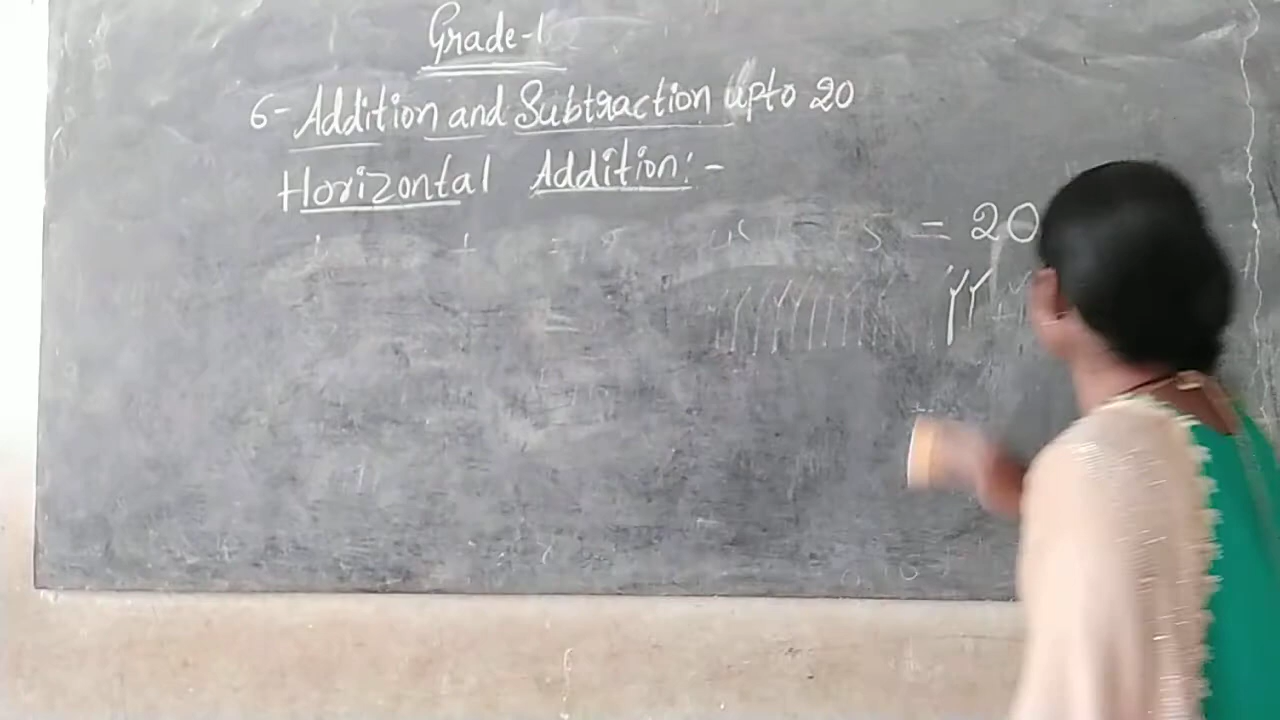 Grade-1
6-Addition and Subtraction upto 20
Horizontal Addition:-
= 20